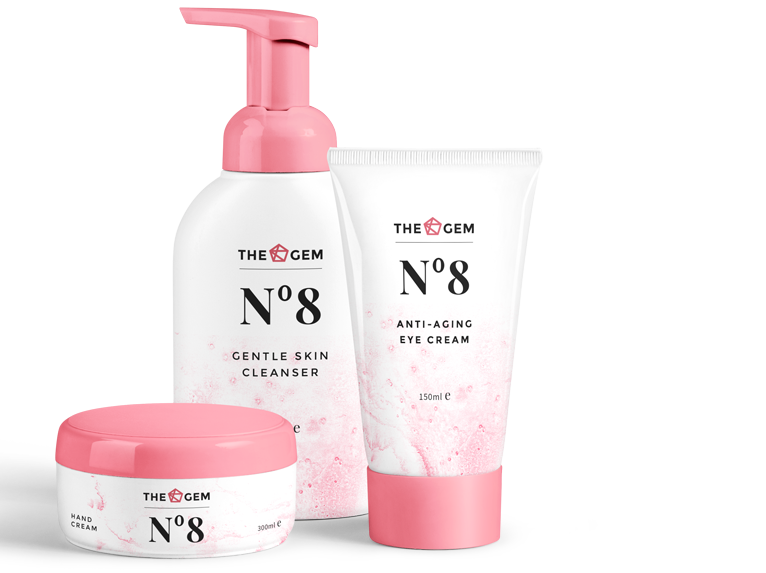 THE GEM
Nº8
GENTLE SKIN
CLEANSER
e
THE GEM
Nº8
ANTI-AGING
EYE CREAM
150ml e
THE GEM
HAND
CREAM
Nº8
300ml e